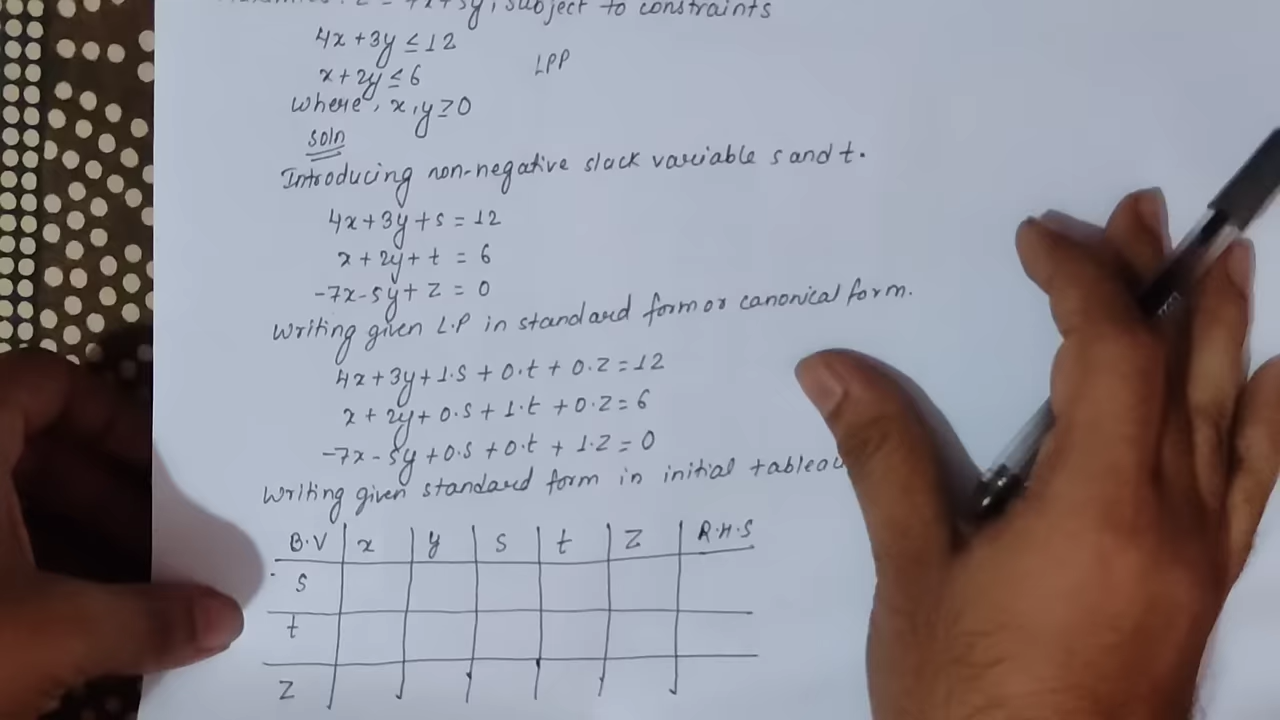 subject to constraints
4x+3y ≤ 12
x+2y ≤ 6
LPP
Where, x,y ≥ 0
Soln
Introducing non-negative slack variable s and t.
4x+3y+s = 12
x+2y+t = 6
-7x-5y+Z = 0
Writing given L.P in standard form or canonical form.
4x+3y+1.S + 0.t + 0.Z = 12
x+2y+0.S + 1.t + 0.Z = 6
-7x-5y+0.S + 0.t + 1.Z = 0
Writing given standard form in initial
B.V x y s t Z R.H.S
S
t
Z